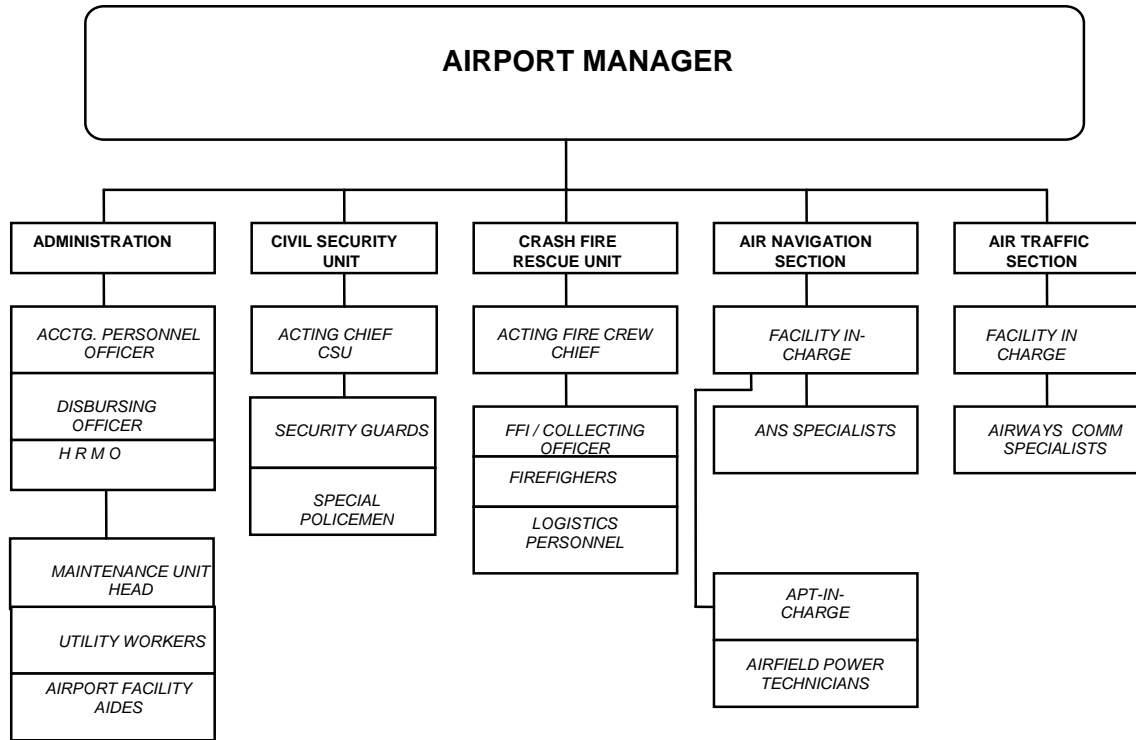 AIRPORT MANAGER
ADMINISTRATION
CIVIL SECURITY
UNIT
CRASH FIRE
RESCUE UNIT
AIR NAVIGATION
SECTION
AIR TRAFFIC
SECTION
ACCTG. PERSONNEL
OFFICER
DISBURSING
OFFICER
H R M O
MAINTENANCE UNIT
HEAD
UTILITY WORKERS
AIRPORT FACILITY
AIDES
ACTING CHIEF
CSU
SECURITY GUARDS
SPECIAL
POLICEMEN
ACTING FIRE CREW
CHIEF
FFI / COLLECTING
OFFICER
FIREFIGHERS
LOGISTICS
PERSONNEL
FACILITY IN-
CHARGE
ANS SPECIALISTS
APT-IN-
CHARGE
AIRFIELD POWER
TECHNICIANS
FACILITY IN
CHARGE
AIRWAYS  COMM
SPECIALISTS